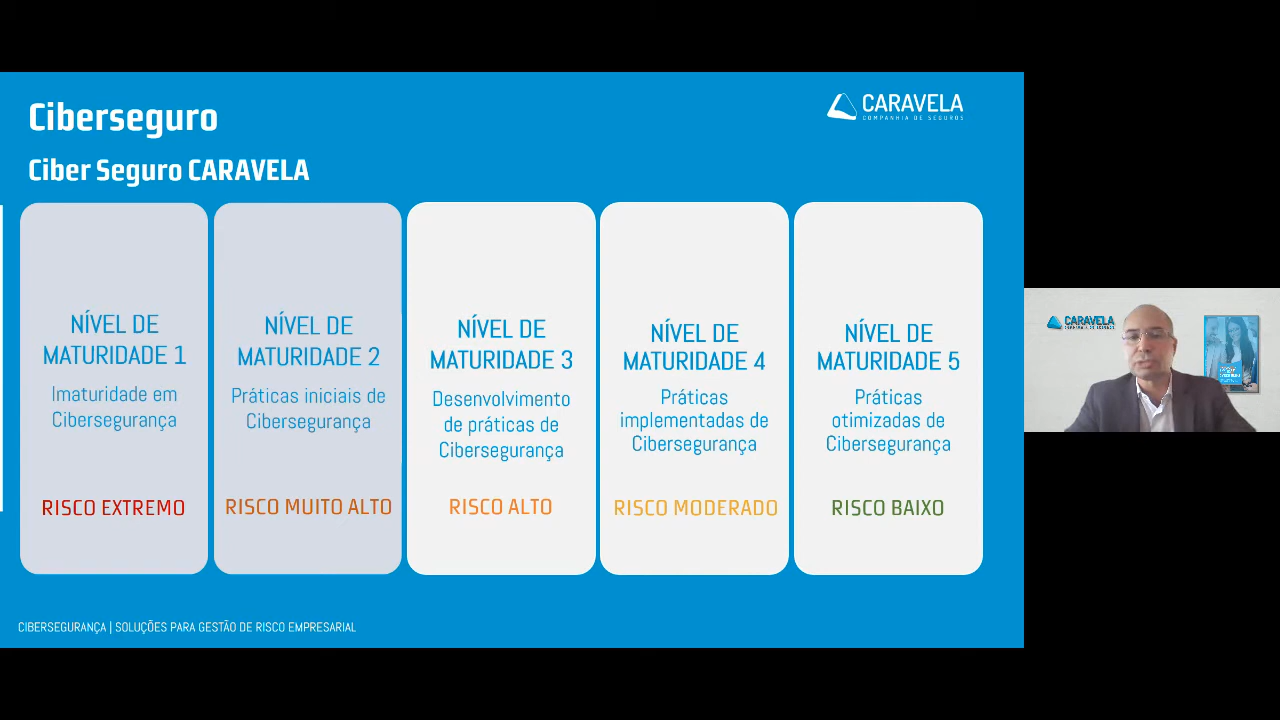 Ciberseguro
CARAVELA
COMPANHIA DE SEGUROS
Ciber Seguro CARAVELA
NÍVEL DE
MATURIDADE 1
Imaturidade em
Cibersegurança
RISCO EXTREMO
NÍVEL DE
MATURIDADE 2
Práticas iniciais de
Cibersegurança
RISCO MUITO ALTO
NÍVEL DE
MATURIDADE 3
Desenvolvimento
de práticas de
Cibersegurança
RISCO ALTO
NÍVEL DE
MATURIDADE 4
Práticas
implementadas de
Cibersegurança
RISCO MODERADO
NÍVEL DE
MATURIDADE 5
Práticas
otimizadas de
Cibersegurança
RISCO BAIXO
CIBERSEGURANÇA | SOLUÇÕES PARA GESTÃO DE RISCO EMPRESARIAL
CARAVELA
COMPANHIA DE SEGUROS